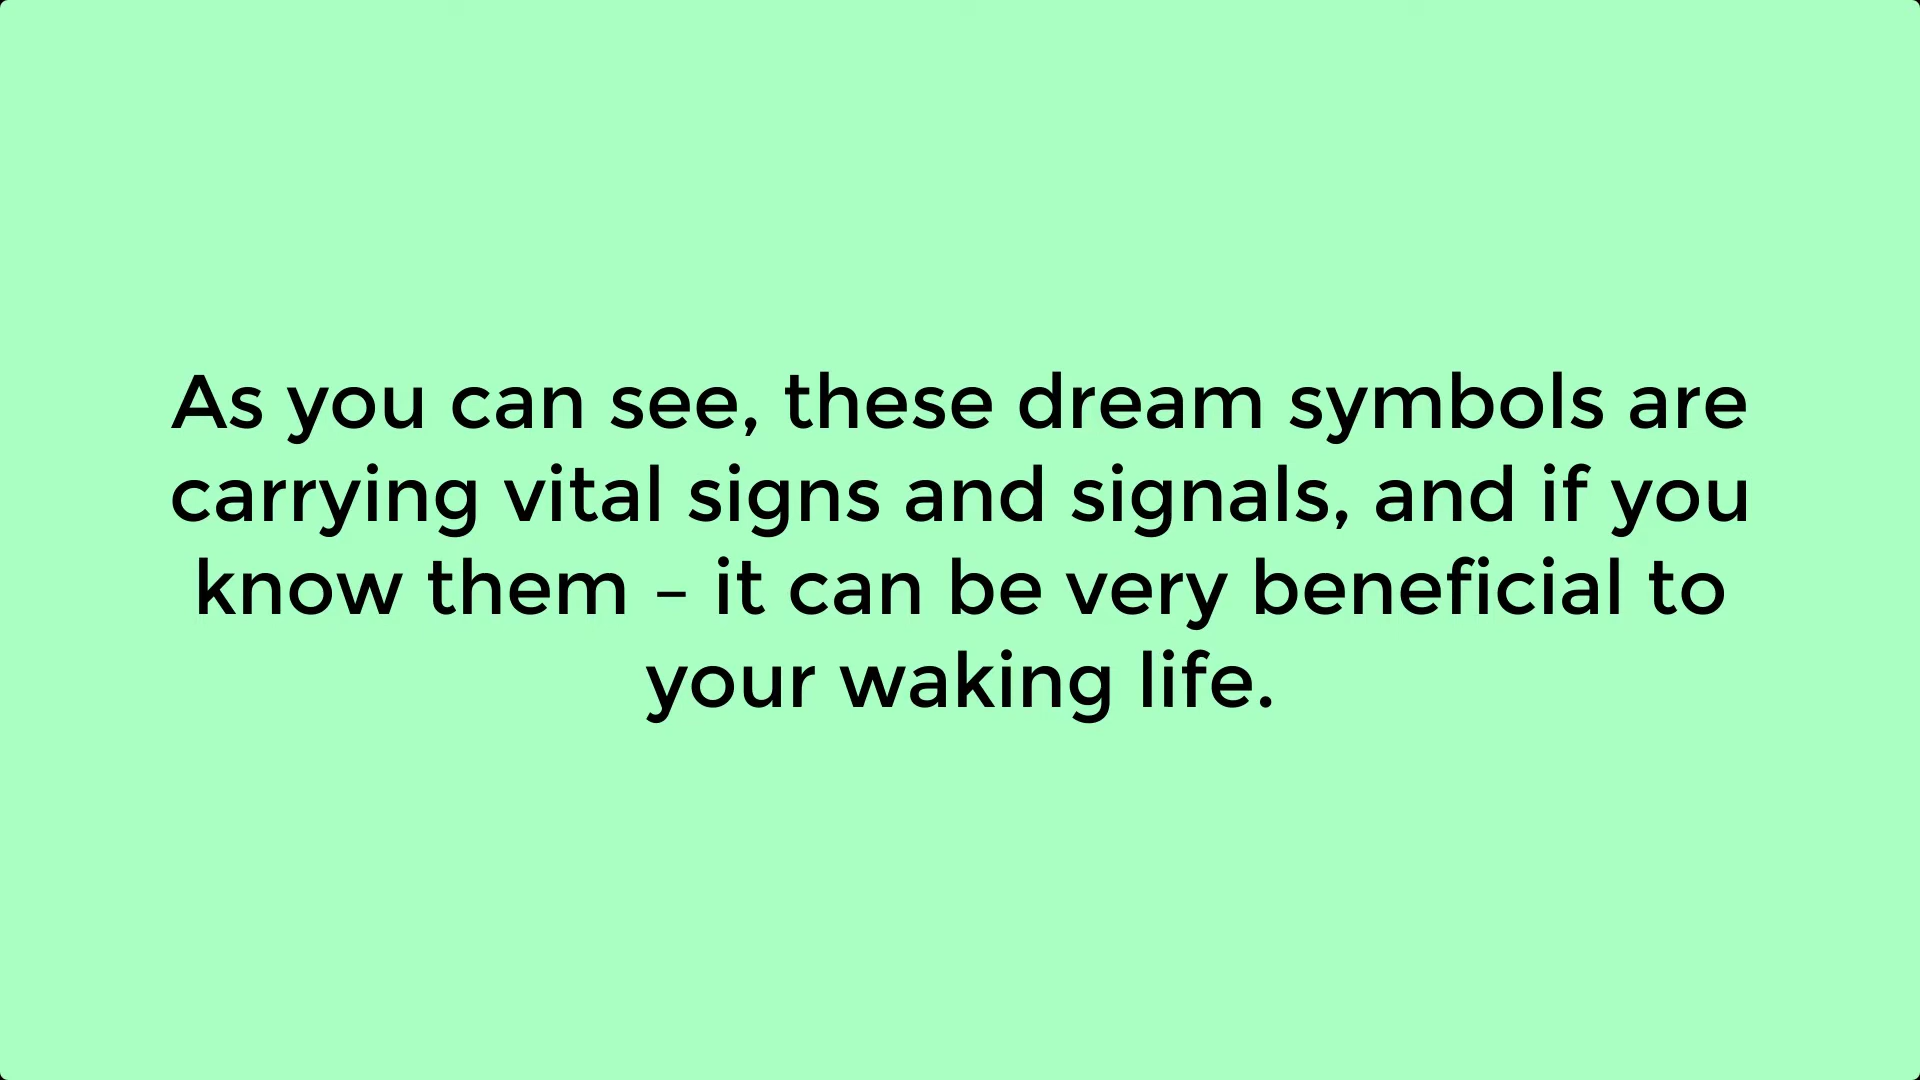 As you can see, these dream symbols are
carrying vital signs and signals, and if you
know them – it can be very beneficial to
your waking life.